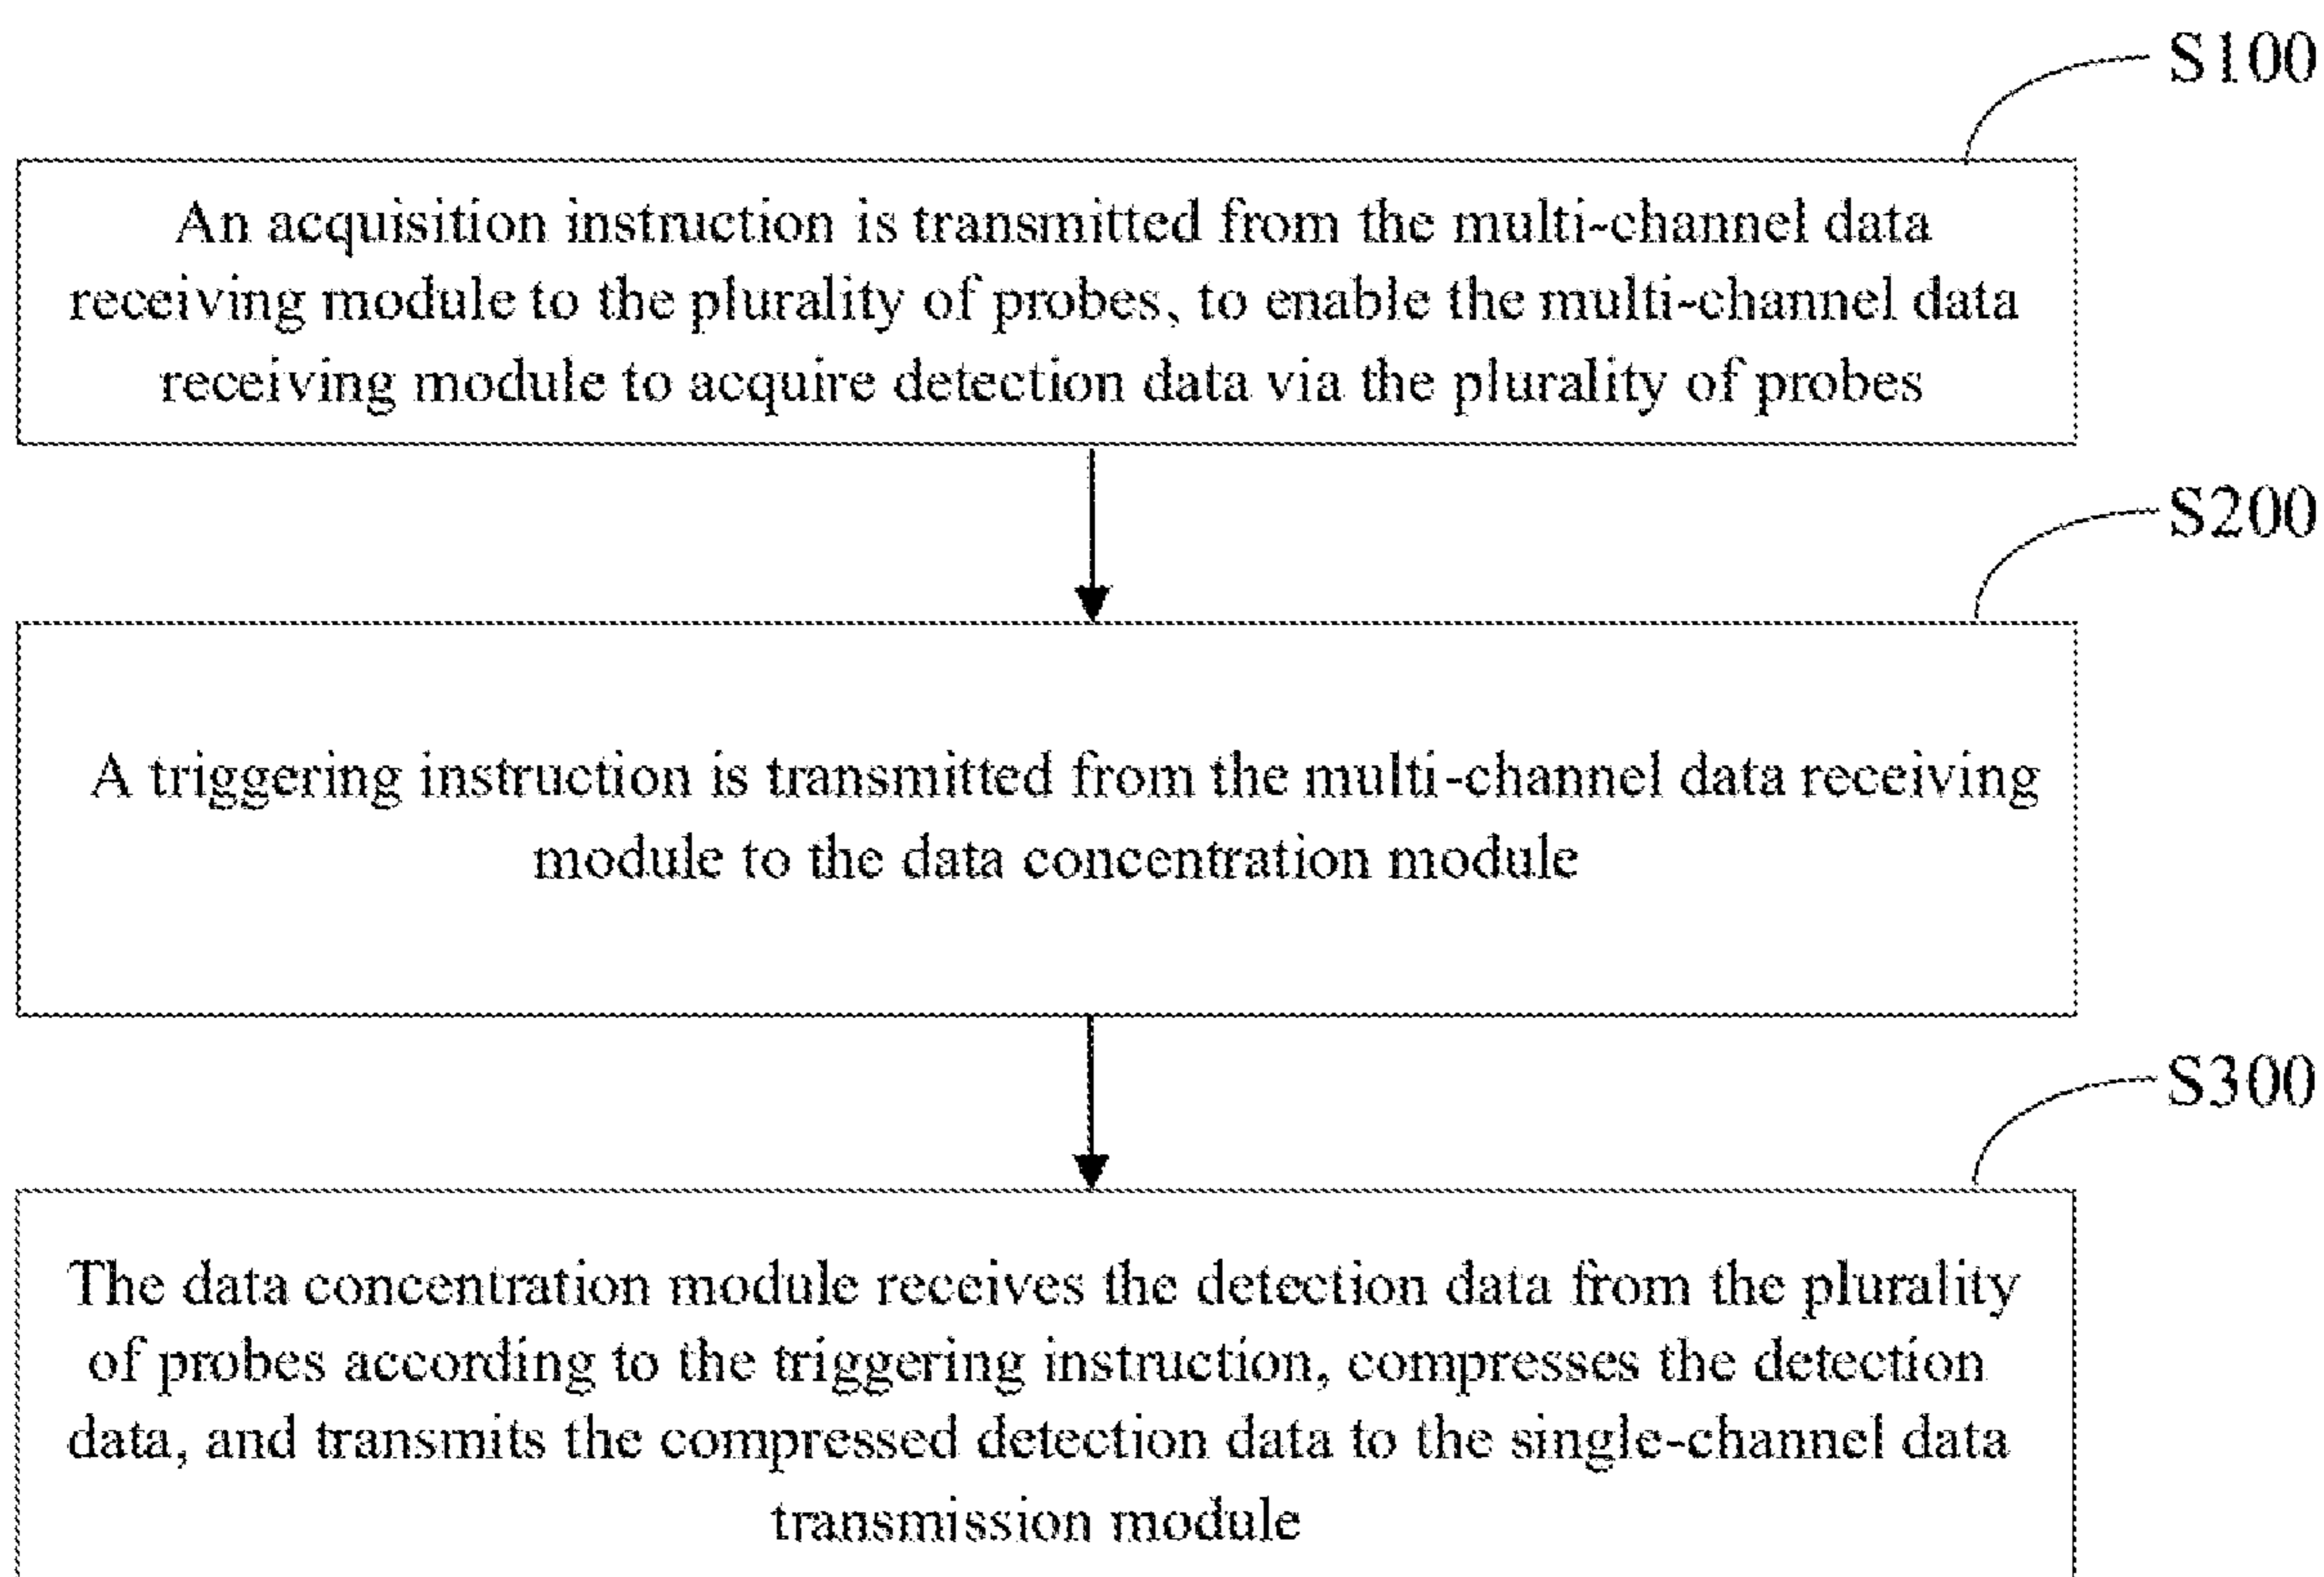 S100
An acquisition instruction is transmitted from the multi-channel data
receiving module to the plurality of probes, to enable the multi-channel data
receiving module to acquire detection data via the plurality of probes
S200
A triggering instruction is transmitted from the multi-channel data receiving
module to the data concentration module
S300
The data concentration module receives the detection data from the plurality
of probes according to the triggering instruction, compresses the detection
data, and transmits the compressed detection data to the single-channel data
transmission module